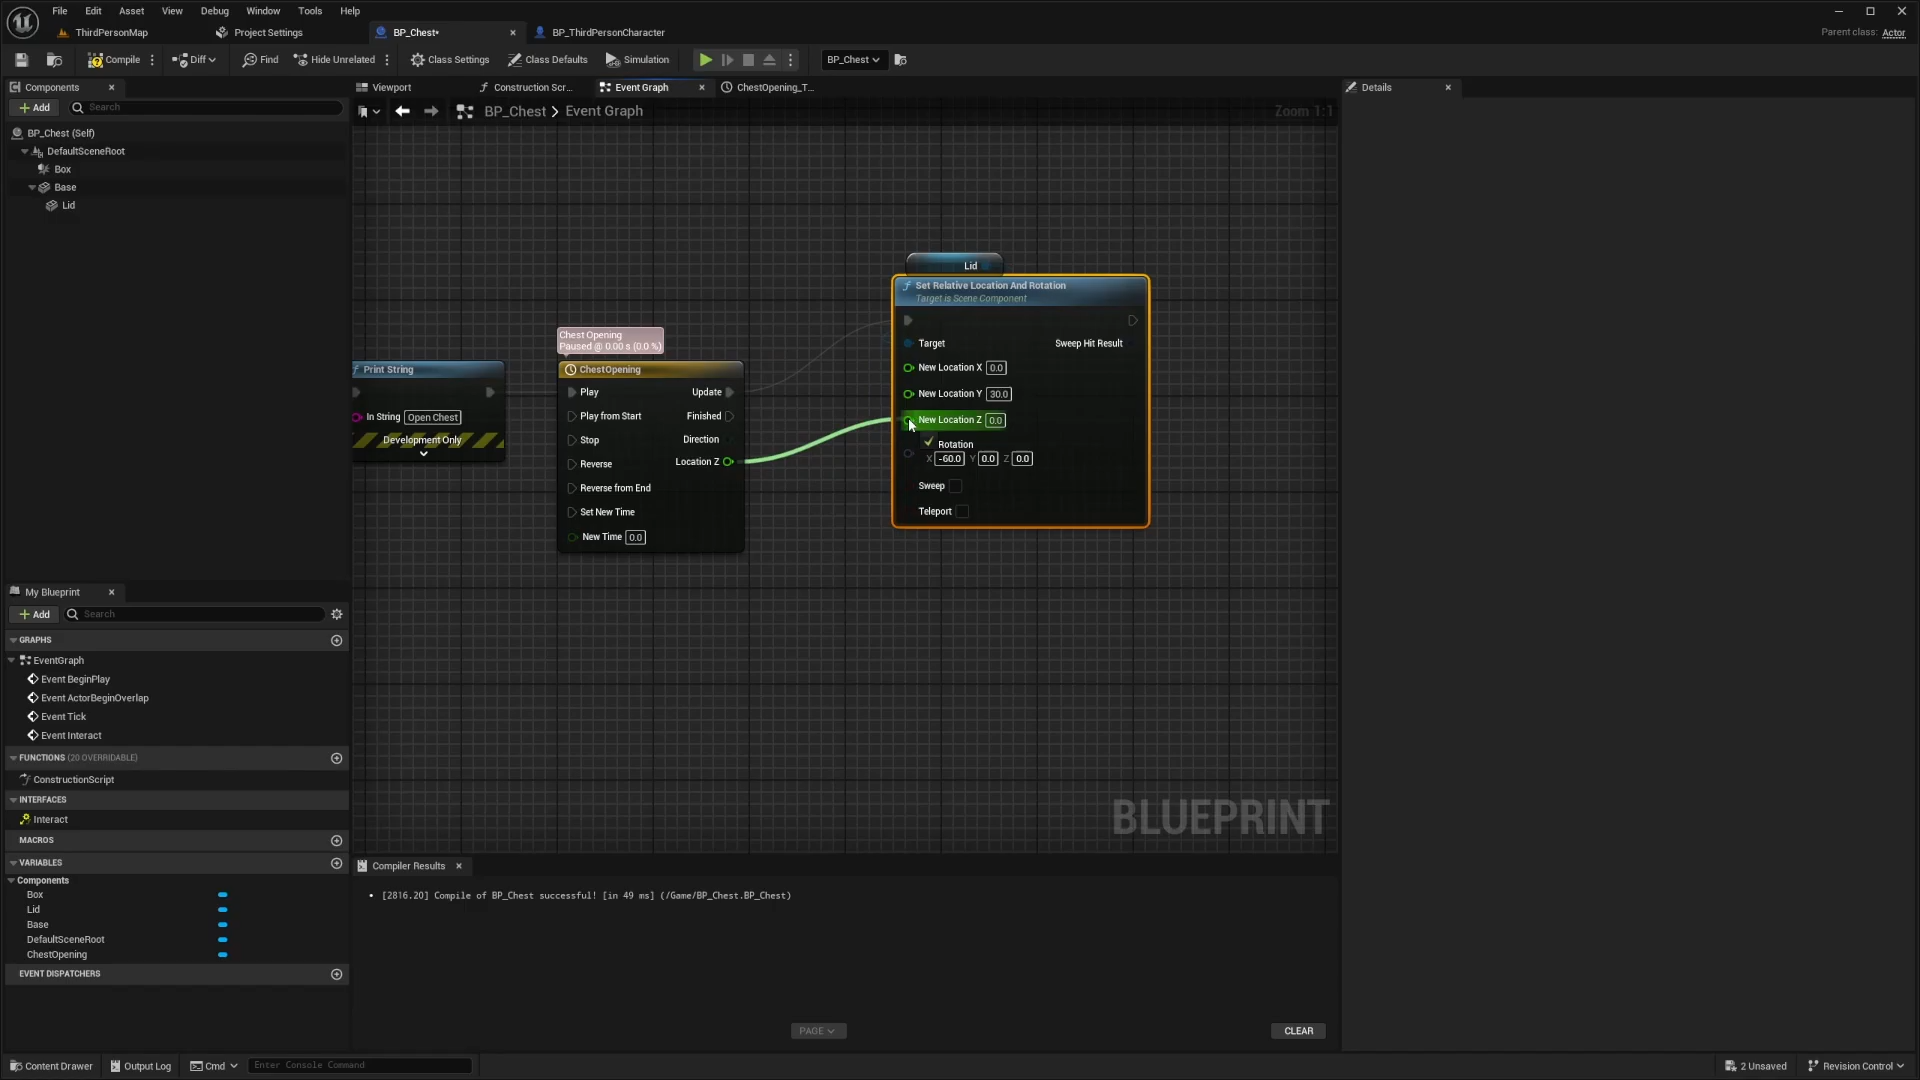 File Edit Asset View Debug Window Tools Help
ThirdPersonMap Project Settings BP_Chest• BP_ThirdPersonCharacter Parent class: Actor
Compile Diff Find Hide Unrelated Class Settings Class Defaults Simulation BP_Chest
Components Viewport Construction Scr... Event Graph ChestOpening_T... Details
Add Search BP_Chest > Event Graph Zoom 1:1
BP_Chest (Self)
DefaultSceneRoot
Box
Base
Lid
Lid
Set Relative Location And Rotation
Target is Scene Component
Target Sweep Hit Result
New Location X 0.0
New Location Y 30.0
New Location Z 0.0
Rotation
X -60.0 Y 0.0 Z 0.0
Sweep
Teleport
Chest Opening
Paused @ 0.00 s (0.0 %)
ChestOpening
Play Update
Play from Start Finished
Stop Direction
Location Z
Reverse
Reverse from End
Set New Time
New Time 0.0
Print String
In String Open Chest
Development Only
BLUEPRINT
My Blueprint
Add Search
GRAPHS
EventGraph
Event BeginPlay
Event ActorBeginOverlap
Event Tick
Event Interact
FUNCTIONS (20 OVERRIDABLE)
ConstructionScript
INTERFACES
Interact
MACROS
VARIABLES
Components
Box
Lid
Base
DefaultSceneRoot
ChestOpening
EVENT DISPATCHERS
Compiler Results
• [2816.20] Compile of BP_Chest successful! [in 49 ms] (/Game/BP_Chest.BP_Chest)
PAGE CLEAR
Content Drawer Output Log Cmd Enter Console Command 2 Unsaved Revision Control